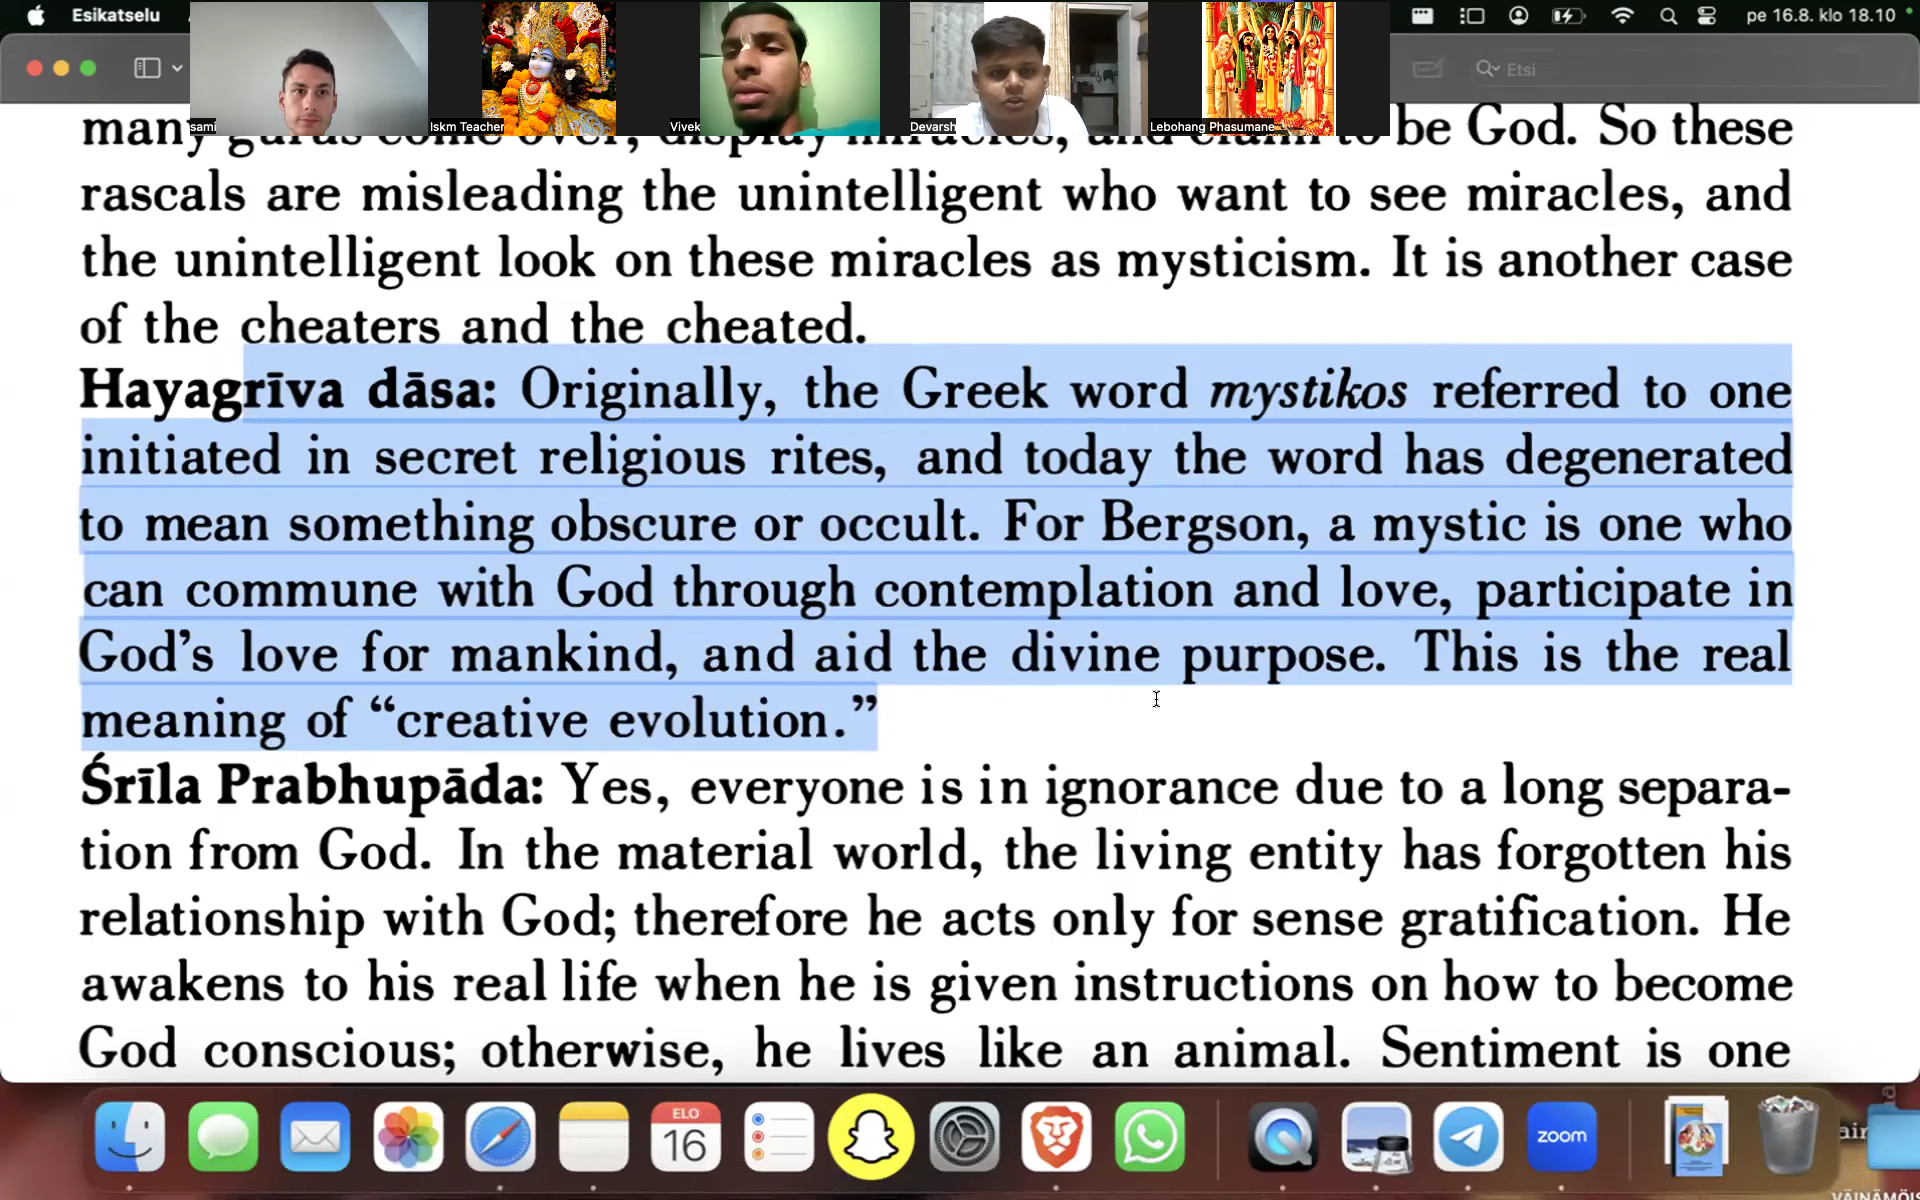 Esikatselu
pe 16.8. klo 18.10
Etsi
sami
Iskm Teacher
Vivek
Devarsh
Lebohang Phasumane
many gurus come over, display miracles, and claim to be God. So these
rascals are misleading the unintelligent who want to see miracles, and
the unintelligent look on these miracles as mysticism. It is another case
of the cheaters and the cheated.
Hayagrīva dāsa: Originally, the Greek word mystikos referred to one
initiated in secret religious rites, and today the word has degenerated
to mean something obscure or occult. For Bergson, a mystic is one who
can commune with God through contemplation and love, participate in
God’s love for mankind, and aid the divine purpose. This is the real
meaning of “creative evolution.”
Śrīla Prabhupāda: Yes, everyone is in ignorance due to a long separa-
tion from God. In the material world, the living entity has forgotten his
relationship with God; therefore he acts only for sense gratification. He
awakens to his real life when he is given instructions on how to become
God conscious; otherwise, he lives like an animal. Sentiment is one
ELO
16
zoom